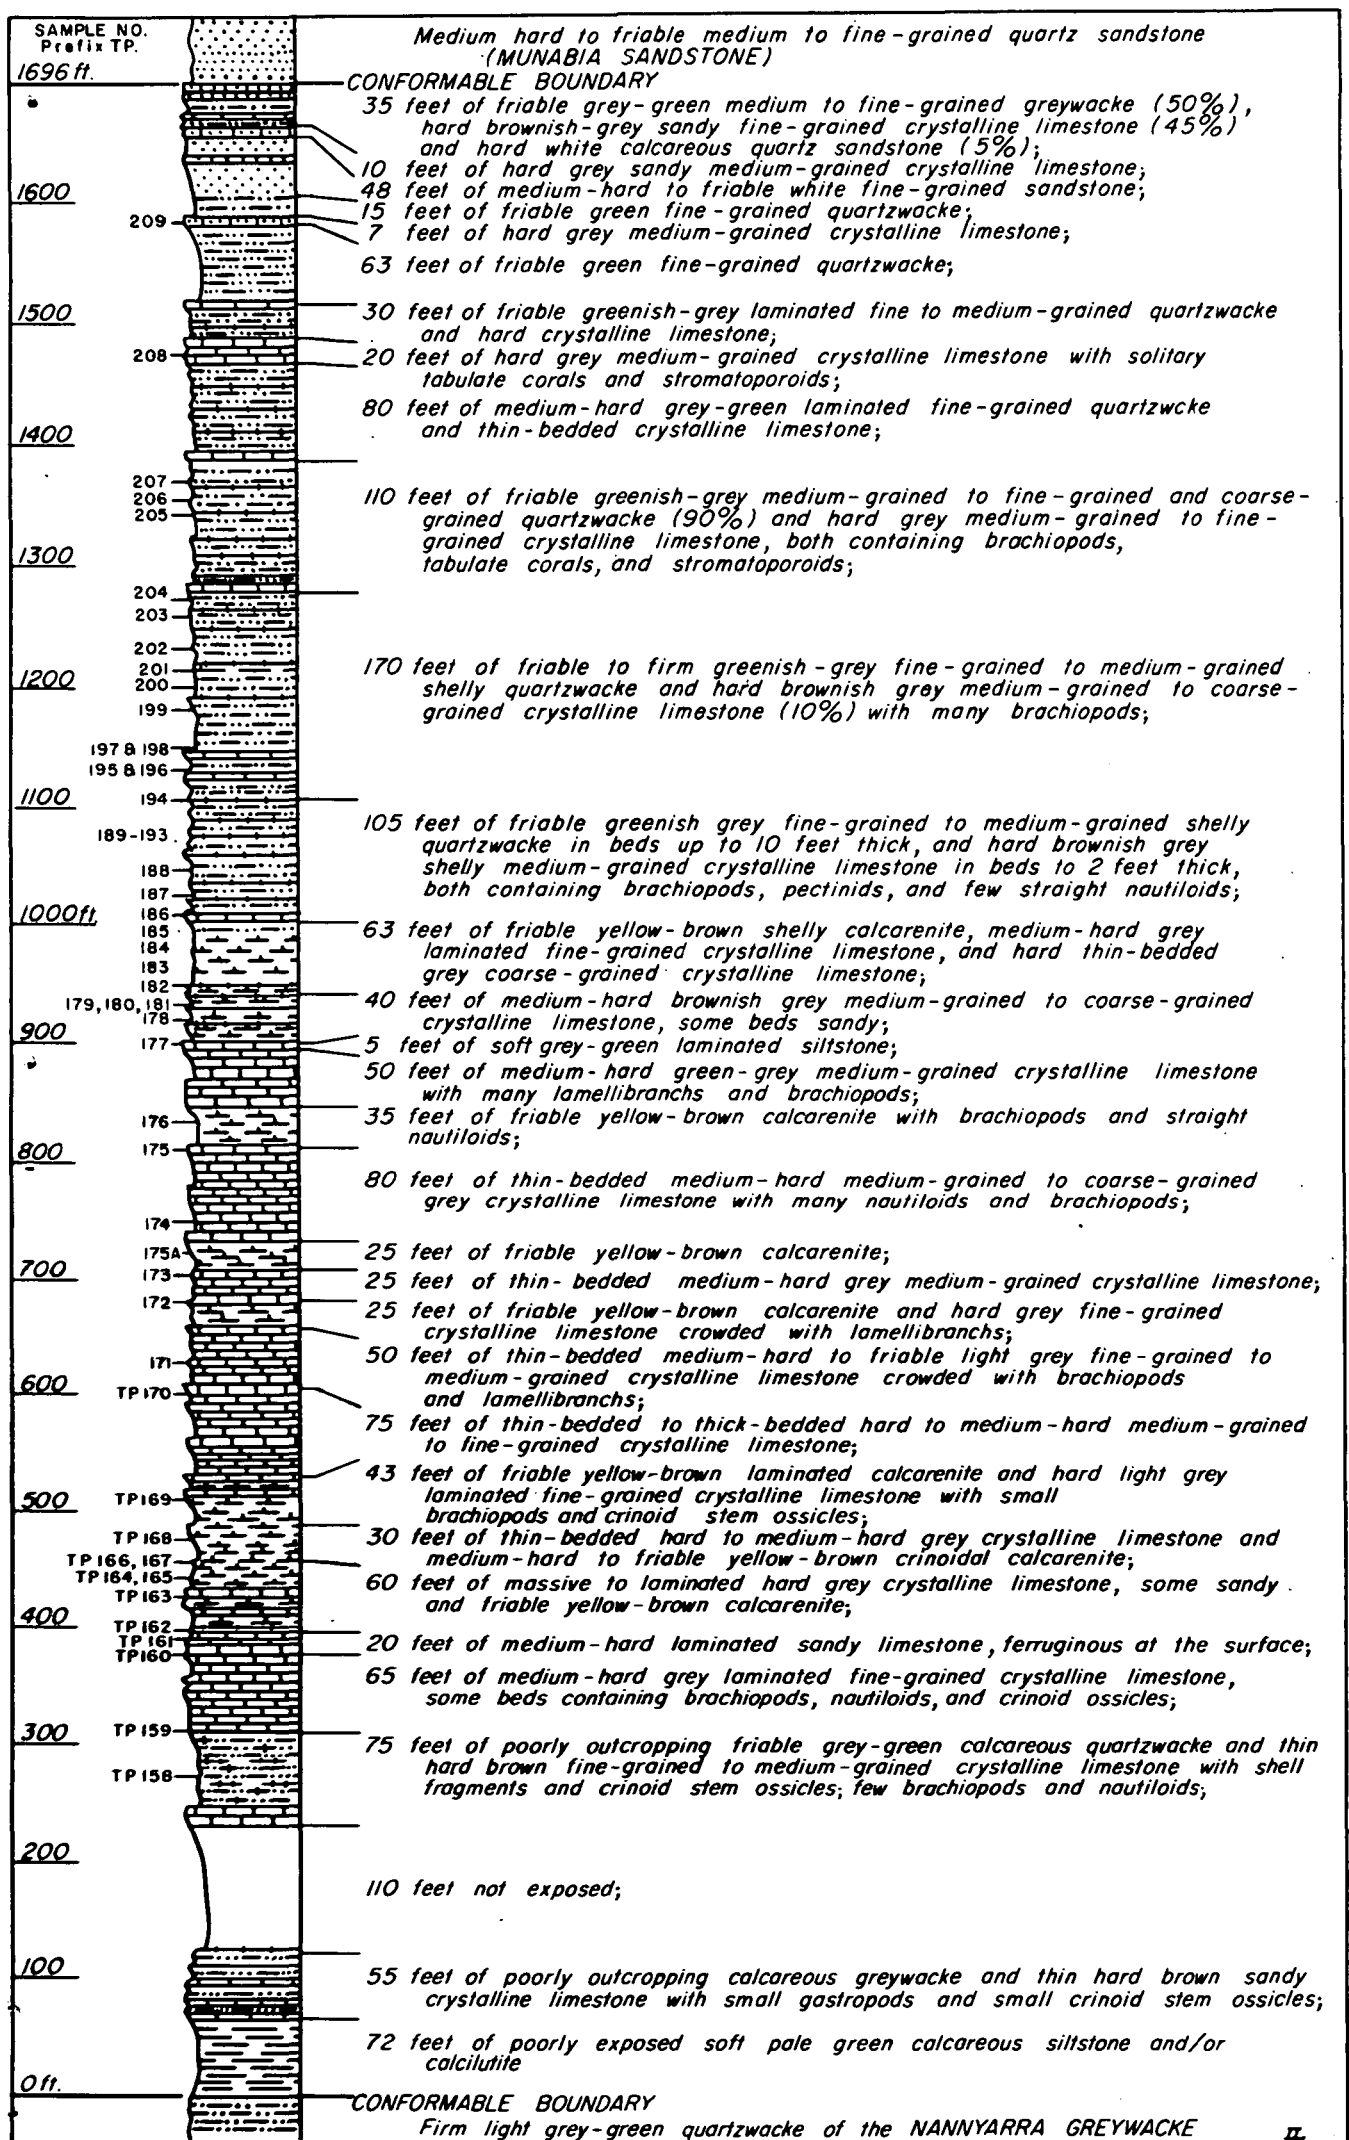 SAMPLE NO.
Prefix TP.
Medium hard to friable medium to fine-grained quartz sandstone
(MUNABIA SANDSTONE)
1696 ft.
CONFORMABLE BOUNDARY
35 feet of friable grey-green medium to fine-grained greywacke (50%),
hard brownish-grey sandy fine-grained crystalline limestone (45%)
and hard white calcareous quartz sandstone (5%);
10 feet of hard grey sandy medium-grained crystalline limestone;
1600
48 feet of medium-hard to friable white fine-grained sandstone;
15 feet of friable green fine-grained quartzwacke;
209
7 feet of hard grey medium-grained crystalline limestone;
63 feet of friable green fine-grained quartzwacke;
1500
30 feet of friable greenish-grey laminated fine to medium-grained quartzwacke
and hard crystalline limestone;
208
20 feet of hard grey medium-grained crystalline limestone with solitary
tabulate corals and stromatoporoids;
80 feet of medium-hard grey-green laminated fine-grained quartzwcke
and thin-bedded crystalline limestone;
1400
207
206
205
110 feet of friable greenish-grey medium-grained to fine-grained and coarse-
grained quartzwacke (90%) and hard grey medium-grained to fine-
grained crystalline limestone, both containing brachiopods,
tabulate corals, and stromatoporoids;
1300
204
203
202
201
200
1200
199
170 feet of friable to firm greenish-grey fine-grained to medium-grained
shelly quartzwacke and hard brownish grey medium-grained to coarse-
grained crystalline limestone (10%) with many brachiopods;
197 & 198
195 & 196
1100
194
189-193
188
187
105 feet of friable greenish grey fine-grained to medium-grained shelly
quartzwacke in beds up to 10 feet thick, and hard brownish grey
shelly medium-grained crystalline limestone in beds to 2 feet thick,
both containing brachiopods, pectinids, and few straight nautiloids;
186
1000 ft.
185
184
183
182
63 feet of friable yellow-brown shelly calcarenite, medium-hard grey
laminated fine-grained crystalline limestone, and hard thin-bedded
grey coarse-grained crystalline limestone;
179, 180, 181
178
40 feet of medium-hard brownish grey medium-grained to coarse-grained
crystalline limestone, some beds sandy;
900
177
5 feet of soft grey-green laminated siltstone;
50 feet of medium-hard green-grey medium-grained crystalline limestone
with many lamellibranchs and brachiopods;
176
35 feet of friable yellow-brown calcarenite with brachiopods and straight
nautiloids;
800
175
80 feet of thin-bedded medium-hard medium-grained to coarse-grained
grey crystalline limestone with many nautiloids and brachiopods;
174
175A
25 feet of friable yellow-brown calcarenite;
700
173
25 feet of thin-bedded medium-hard grey medium-grained crystalline limestone;
172
25 feet of friable yellow-brown calcarenite and hard grey fine-grained
crystalline limestone crowded with lamellibranchs;
171
50 feet of thin-bedded medium-hard to friable light grey fine-grained to
medium-grained crystalline limestone crowded with brachiopods
and lamellibranchs;
600
TP170
75 feet of thin-bedded to thick-bedded hard to medium-hard medium-grained
to fine-grained crystalline limestone;
43 feet of friable yellow-brown laminated calcarenite and hard light grey
laminated fine-grained crystalline limestone with small
brachiopods and crinoid stem ossicles;
500
TP169
TP168
30 feet of thin-bedded hard to medium-hard grey crystalline limestone and
medium-hard to friable yellow-brown crinoidal calcarenite;
TP166, 167
TP164, 165
TP163
60 feet of massive to laminated hard grey crystalline limestone, some sandy
and friable yellow-brown calcarenite;
400
TP162
TP161
TP160
20 feet of medium-hard laminated sandy limestone, ferruginous at the surface;
65 feet of medium-hard grey laminated fine-grained crystalline limestone,
some beds containing brachiopods, nautiloids, and crinoid ossicles;
300
TP159
TP158
75 feet of poorly outcropping friable grey-green calcareous quartzwacke and thin
hard brown fine-grained to medium-grained crystalline limestone with shell
fragments and crinoid stem ossicles; few brachiopods and nautiloids;
200
110 feet not exposed;
100
55 feet of poorly outcropping calcareous greywacke and thin hard brown sandy
crystalline limestone with small gastropods and small crinoid stem ossicles;
72 feet of poorly exposed soft pale green calcareous siltstone and/or
calcilutite
0 ft.
CONFORMABLE BOUNDARY
Firm light grey-green quartzwacke of the NANNYARRA GREYWACKE
II